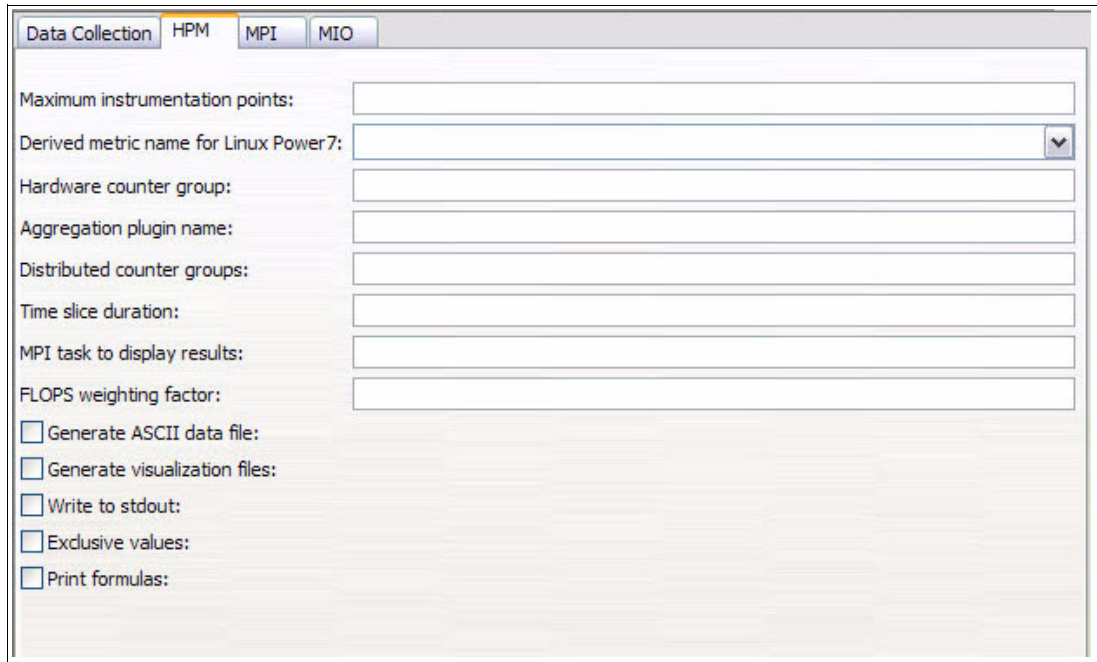 Data Collection HPM MPI MIO
Maximum instrumentation points:
Derived metric name for Linux Power7:
Hardware counter group:
Aggregation plugin name:
Distributed counter groups:
Time slice duration:
MPI task to display results:
FLOPS weighting factor:
Generate ASCII data file:
Generate visualization files:
Write to stdout:
Exclusive values:
Print formulas: